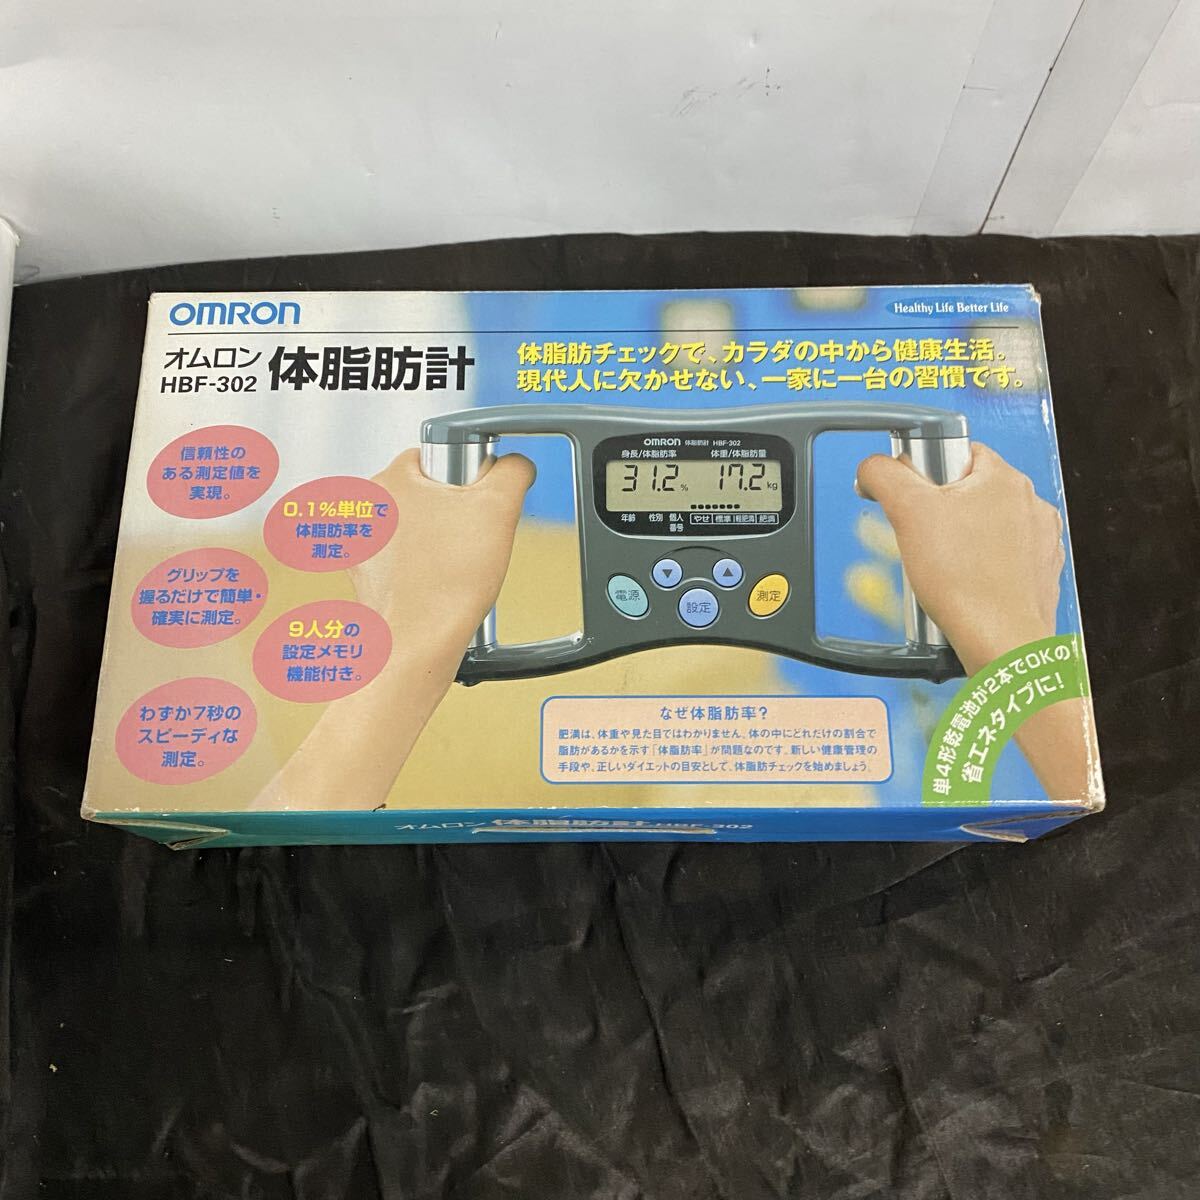 OMRON
Healthy Life Better Life
オムロン
HBF-302
体脂肪計
体脂肪チェックで、カラダの中から健康生活。
現代人に欠かせない、一家に一台の習慣です。
信頼性の
ある測定値を
実現。
0.1%単位で
体脂肪率を
測定。
グリップを
握るだけで簡単・
確実に測定。
9人分の
設定メモリ
機能付き。
わずか7秒の
スピーディな
測定。
OMRON 体脂肪計 HBF-302
身長/体脂肪率 体重/体脂肪量
31.2 % 17.2 kg
年齢 性別 個人番号 やせ 標準 軽肥満 肥満
電源 ▼ 設定 ▲ 測定
なぜ体脂肪率?
肥満は、体重や見た目ではわかりません。体の中にどれだけの割合で
脂肪があるかを示す「体脂肪率」が問題なのです。新しい健康管理の
手段や、正しいダイエットの目安として、体脂肪チェックを始めましょう。
単4形乾電池が2本でOKの
省エネタイプに!
オムロン 体脂肪計 HBF-302